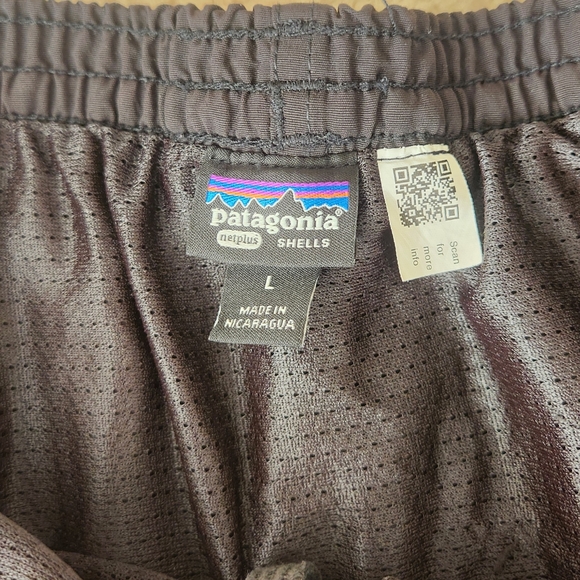 patagonia®
netplus SHELLS
L
MADE IN
NICARAGUA
Scan
for
more
info